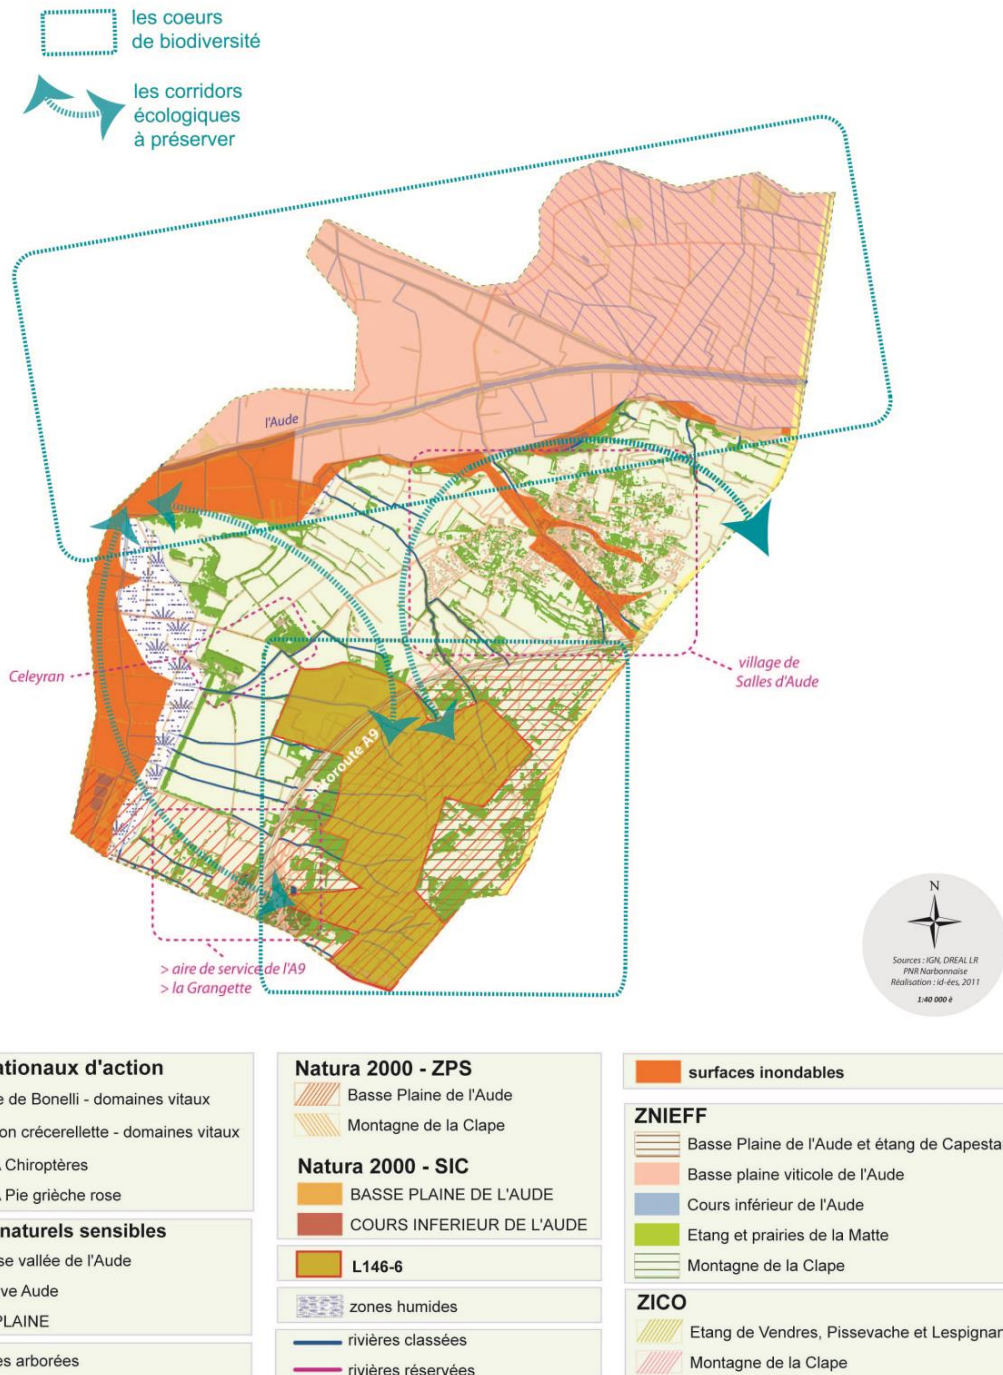 les coeurs
de biodiversité
les corridors
écologiques
à préserver
l'Aude
Celeyran
village de
Salles d'Aude
autoroute A9
> aire de service de l'A9
> la Grangette
N
Sources : IGN, DREAL LR
PNR Narbonnaise
Réalisation : id-ées, 2011
1:40 000 è
ationaux d'action
e de Bonelli - domaines vitaux
on crécerellette - domaines vitaux
Chiroptères
Pie grièche rose
naturels sensibles
se vallée de l'Aude
ve Aude
PLAINE
es arborées
Natura 2000 - ZPS
Basse Plaine de l'Aude
Montagne de la Clape
Natura 2000 - SIC
BASSE PLAINE DE L'AUDE
COURS INFERIEUR DE L'AUDE
L146-6
zones humides
rivières classées
rivières réservées
surfaces inondables
ZNIEFF
Basse Plaine de l'Aude et étang de Capesta
Basse plaine viticole de l'Aude
Cours inférieur de l'Aude
Etang et prairies de la Matte
Montagne de la Clape
ZICO
Etang de Vendres, Pissevache et Lespignan
Montagne de la Clape